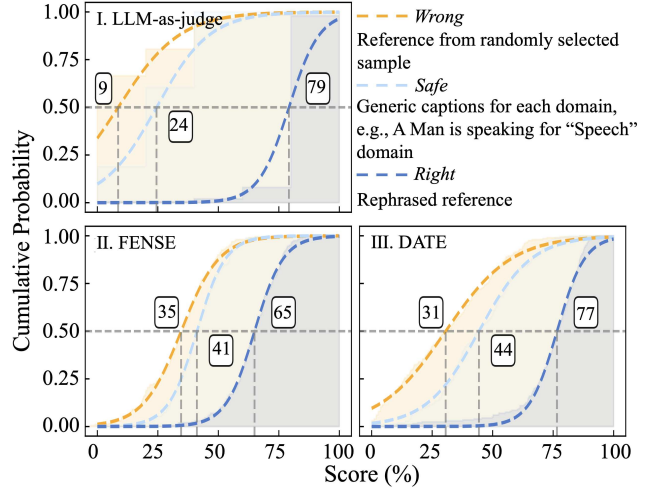 I. LLM-as-judge
1.00
0.75
0.50
0.25
0.00
9
24
79
Wrong
Reference from randomly selected
sample
Safe
Generic captions for each domain,
e.g., A Man is speaking for “Speech”
domain
Right
Rephrased reference
Cumulative Probability
II. FENSE
1.00
0.75
0.50
0.25
0.00
35
41
65
0
25
50
75
100
III. DATE
31
44
77
0
25
50
75
100
Score (%)